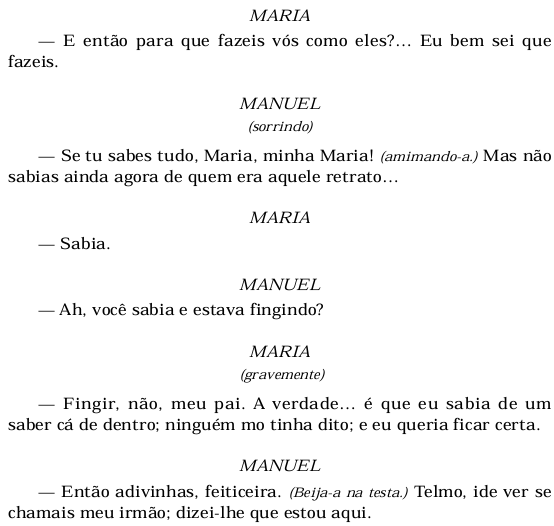 MARIA
— E então para que fazeis vós como eles?... Eu bem sei que
fazeis.
MANUEL
(sorrindo)
— Se tu sabes tudo, Maria, minha Maria! (amimando-a.) Mas não
sabias ainda agora de quem era aquele retrato...
MARIA
— Sabia.
MANUEL
— Ah, você sabia e estava fingindo?
MARIA
(gravemente)
— Fingir, não, meu pai. A verdade... é que eu sabia de um
saber cá de dentro; ninguém mo tinha dito; e eu queria ficar certa.
MANUEL
— Então adivinhas, feiticeira. (Beija-a na testa.) Telmo, ide ver se
chamais meu irmão; dizei-lhe que estou aqui.